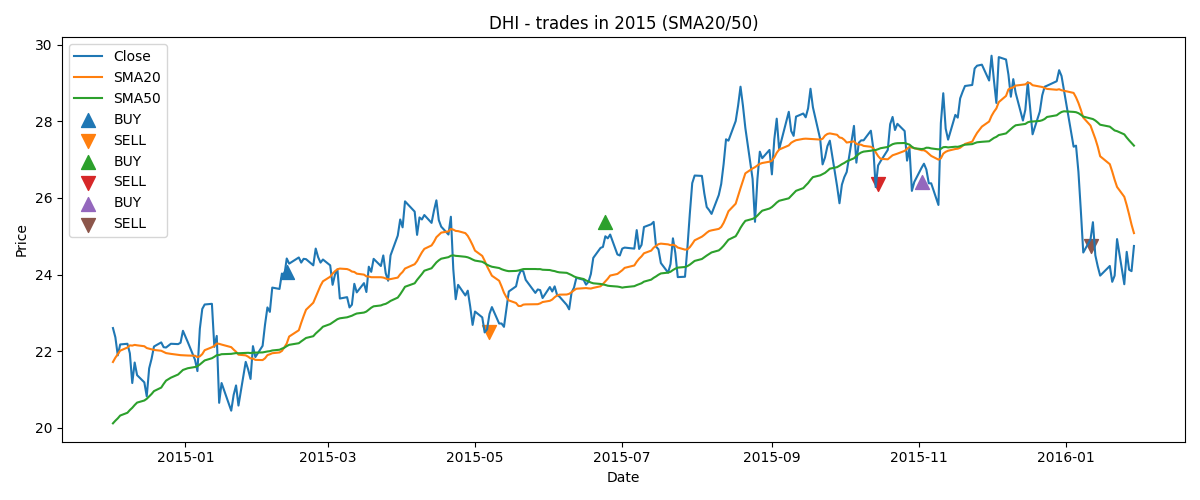 DHI - trades in 2015 (SMA20/50)
Close
SMA20
SMA50
BUY
SELL
BUY
SELL
BUY
SELL
Price
30
28
26
24
22
20
2015-01 2015-03 2015-05 2015-07 2015-09 2015-11 2016-01
Date